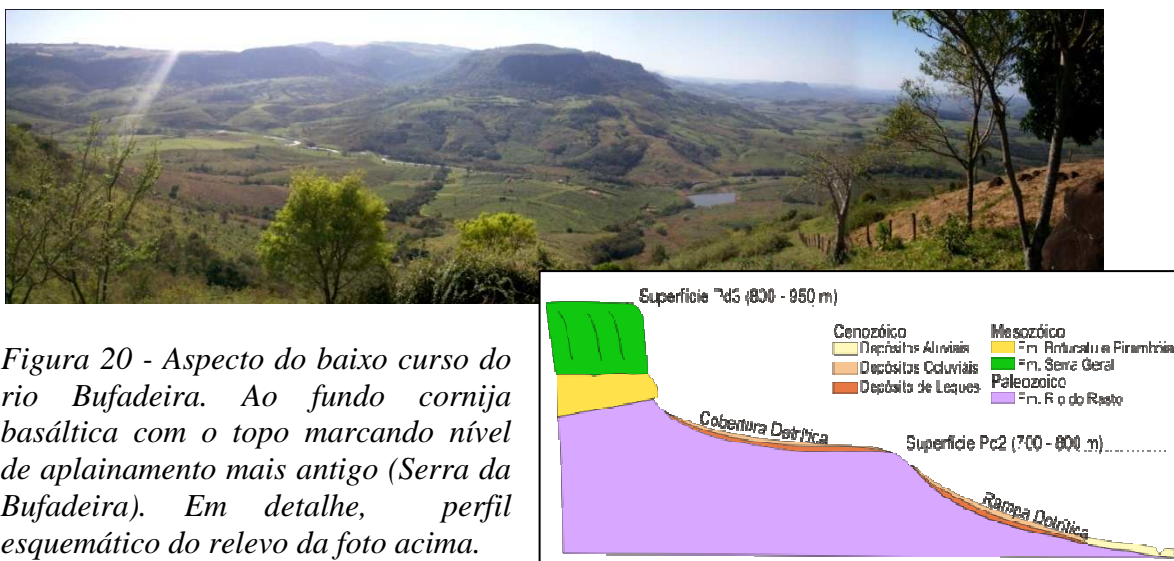 Figura 20 - Aspecto do baixo curso do
rio Bufadeira. Ao fundo cornija
basáltica com o topo marcando nível
de aplainamento mais antigo (Serra da
Bufadeira). Em detalhe, perfil
esquemático do relevo da foto acima.
Superfície (800 - 950 m)
Cenozóico
Depósitos Aluviais
Depósitos Coluviais
Depósito de Leques
Mesozóico
Fm. Botucatu e Pirambóia
Fm. Serra Geral
Paleozoico
Fm. Rio do Rasto
Cobertura Detrítica
Superfície Pc2 (700 - 800 m)
Rampa Detrítica